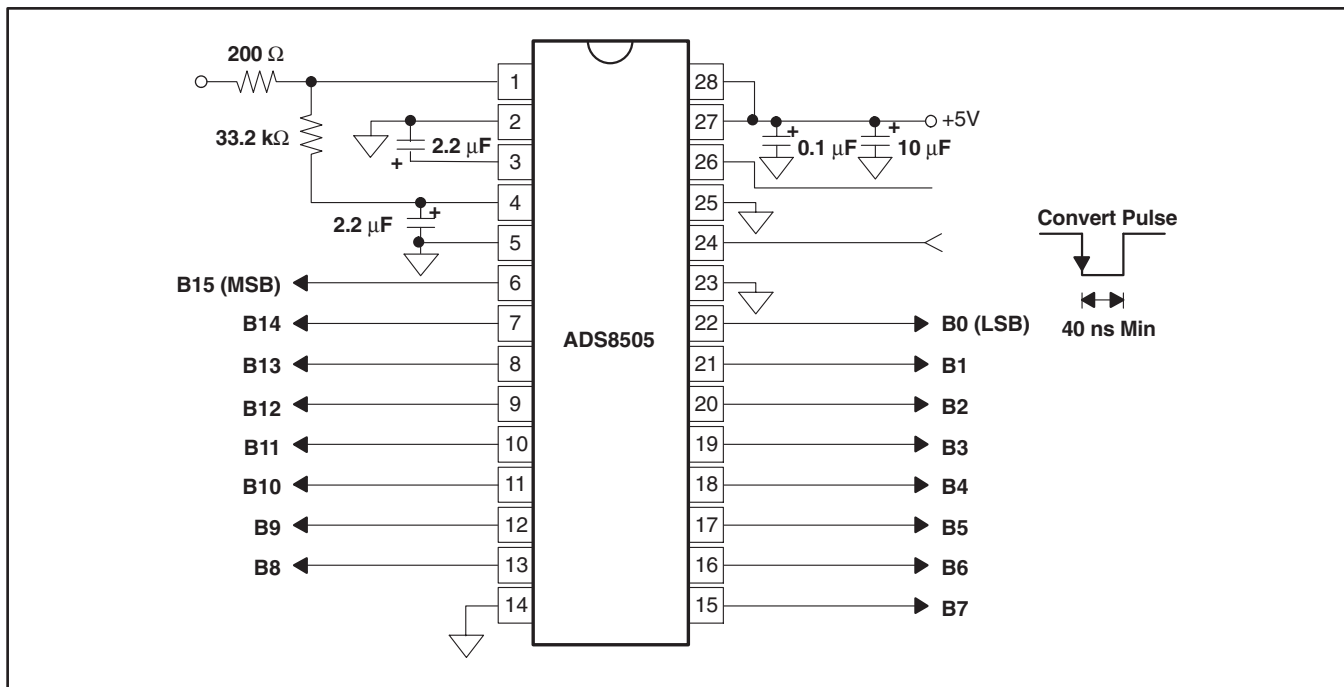 200 Ω
33.2 kΩ
2.2 μF
+
2.2 μF
+
1
2
3
4
5
6
7
8
9
10
11
12
13
14
B15 (MSB)
B14
B13
B12
B11
B10
B9
B8
ADS8505
28
27
26
25
24
23
22
21
20
19
18
17
16
15
+5V
+
0.1 μF
+
10 μF
B0 (LSB)
B1
B2
B3
B4
B5
B6
B7
Convert Pulse
40 ns Min